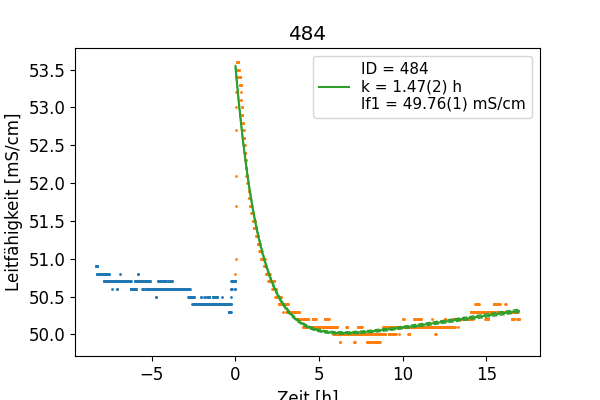 484
ID = 484
k = 1.47(2) h
lf1 = 49.76(1) mS/cm
Leitfähigkeit [mS/cm]
53.5
53.0
52.5
52.0
51.5
51.0
50.5
50.0
−5
0
5
10
15
Zeit [h]